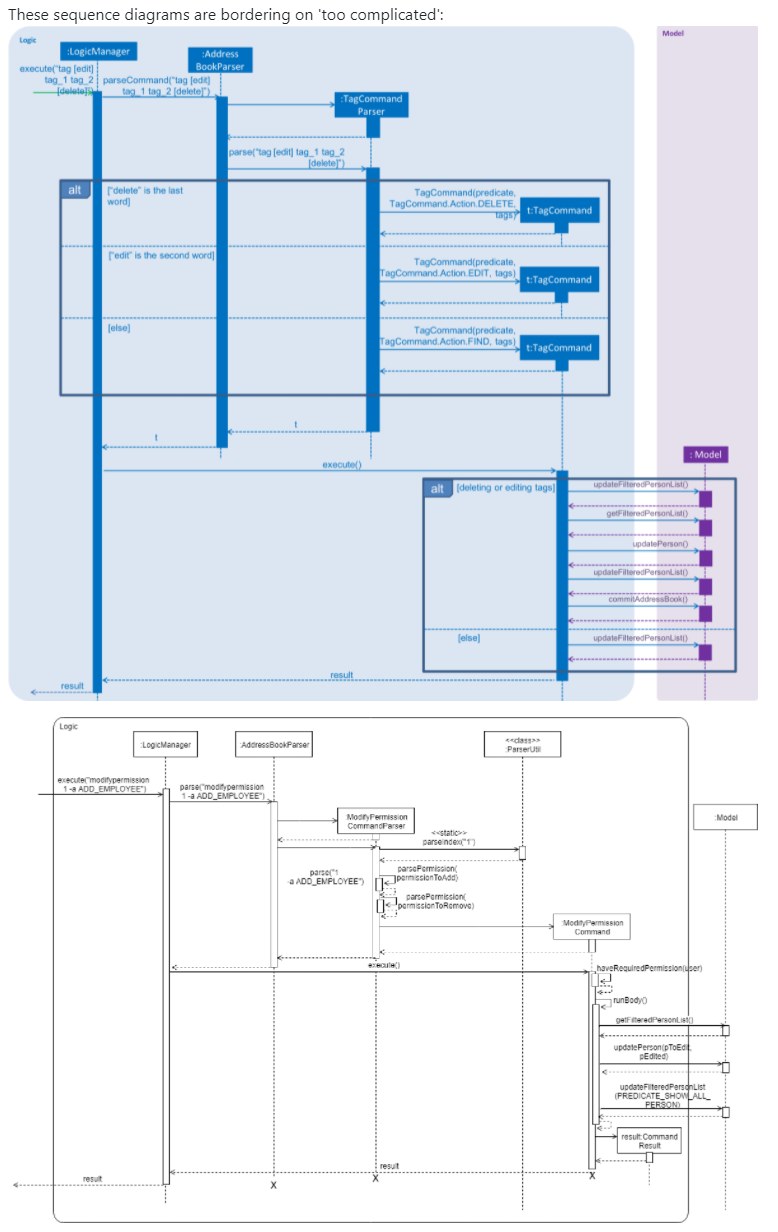 These sequence diagrams are bordering on 'too complicated':
Logic
Model
:LogicManager
:Address
BookParser
execute("tag [edit]
tag_1 tag_2
[delete]")
parseCommand("tag [edit]
tag_1 tag_2 [delete]")
:TagCommand
Parser
parse("tag [edit] tag_1 tag_2
[delete]")
alt
["delete" is the last
word]
TagCommand(predicate,
TagCommand.Action.DELETE,
tags)
t:TagCommand
["edit" is the second word]
TagCommand(predicate,
TagCommand.Action.EDIT, tags)
t:TagCommand
[else]
TagCommand(predicate,
TagCommand.Action.FIND, tags)
t:TagCommand
t
t
execute()
: Model
alt
[deleting or editing tags]
updateFilteredPersonList()
getFilteredPersonList()
updatePerson()
updateFilteredPersonList()
commitAddressBook()
[else]
updateFilteredPersonList()
result
result
Logic
:LogicManager
:AddressBookParser
<<class>>
:ParserUtil
execute("modifypermission
1 -a ADD_EMPLOYEE")
parse("modifypermission
1 -a ADD_EMPLOYEE")
:ModifyPermission
CommandParser
:Model
<<static>>
parseIndex("1")
parse("1
-a ADD_EMPLOYEE")
parsePermission(
permissionToAdd)
parsePermission(
permissionToRemove)
:ModifyPermission
Command
execute()
haveRequiredPermission(user)
runBody()
getFilteredPersonList()
updatePerson(pToEdit,
pEdited)
updateFilteredPersonList
(PREDICATE_SHOW_ALL_
PERSON)
result:Command
Result
result
result
X
X
X